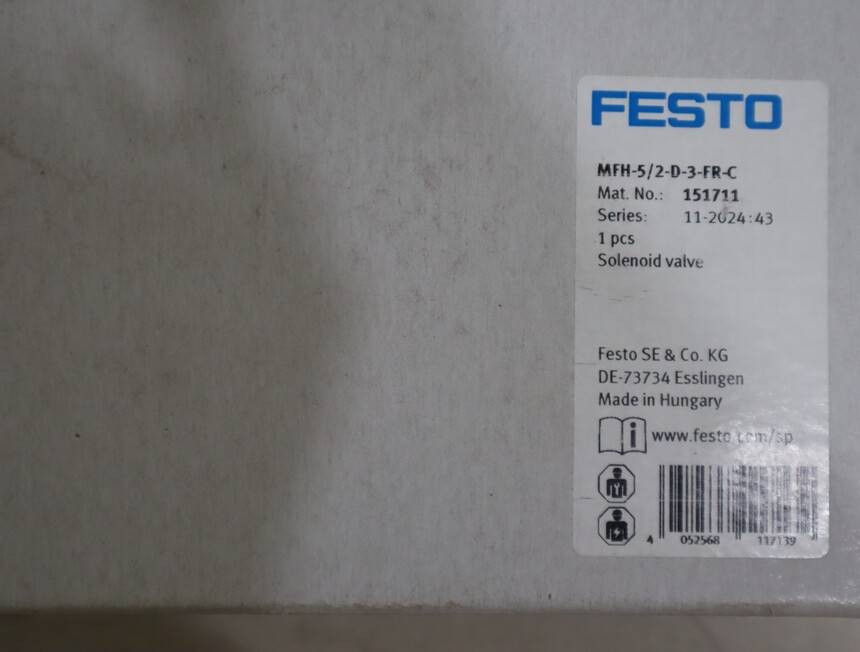 FESTO
MFH-5/2-D-3-FR-C
Mat. No.: 151711
Series: 11-2024:43
1 pcs
Solenoid valve
Festo SE & Co. KG
DE-73734 Esslingen
Made in Hungary
www.festo.com/sp
4 052568 117139